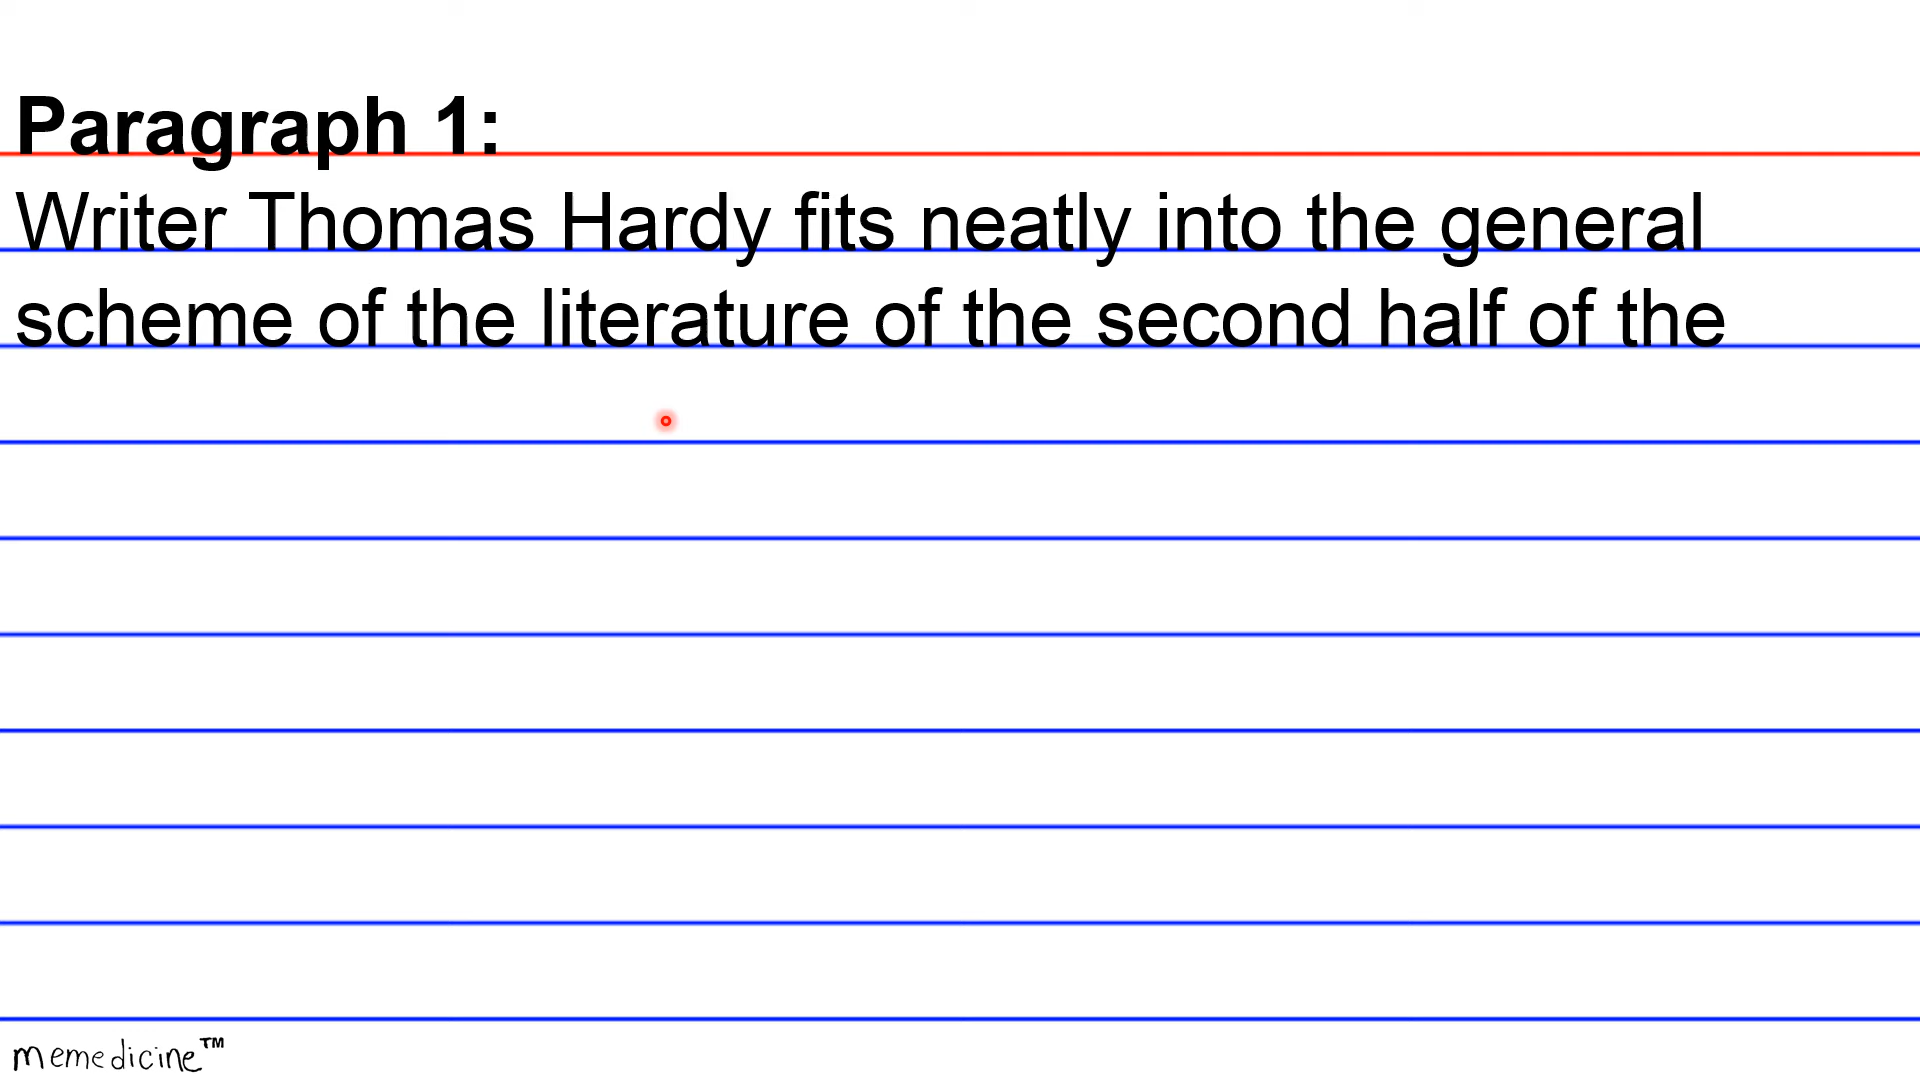 Paragraph 1:
Writer Thomas Hardy fits neatly into the general
scheme of the literature of the second half of the
memedicine™